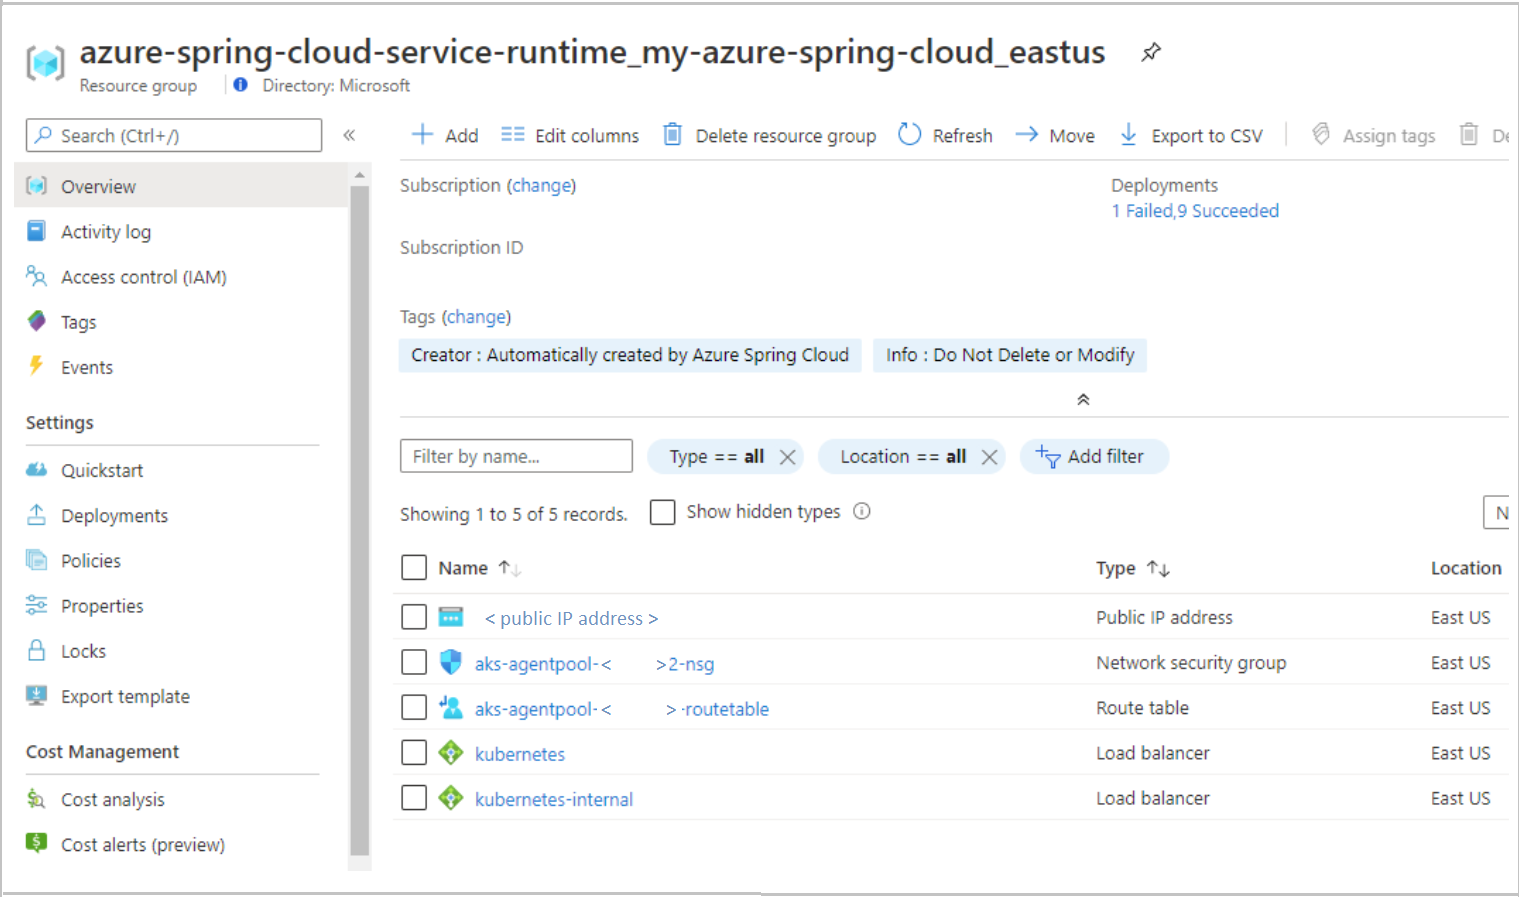 azure-spring-cloud-service-runtime_my-azure-spring-cloud_eastus
Resource group
Directory: Microsoft
Search (Ctrl+/)
Add
Edit columns
Delete resource group
Refresh
Move
Export to CSV
Assign tags
De
Overview
Activity log
Access control (IAM)
Tags
Events
Settings
Quickstart
Deployments
Policies
Properties
Locks
Export template
Cost Management
Cost analysis
Cost alerts (preview)
Subscription (change)
Deployments
1 Failed,9 Succeeded
Subscription ID
Tags (change)
Creator : Automatically created by Azure Spring Cloud
Info : Do Not Delete or Modify
Filter by name...
Type == all
Location == all
Add filter
Showing 1 to 5 of 5 records.
Show hidden types
N
Name Type Location
< public IP address > Public IP address East US
aks-agentpool-< >2-nsg Network security group East US
aks-agentpool-< > -routetable Route table East US
kubernetes Load balancer East US
kubernetes-internal Load balancer East US